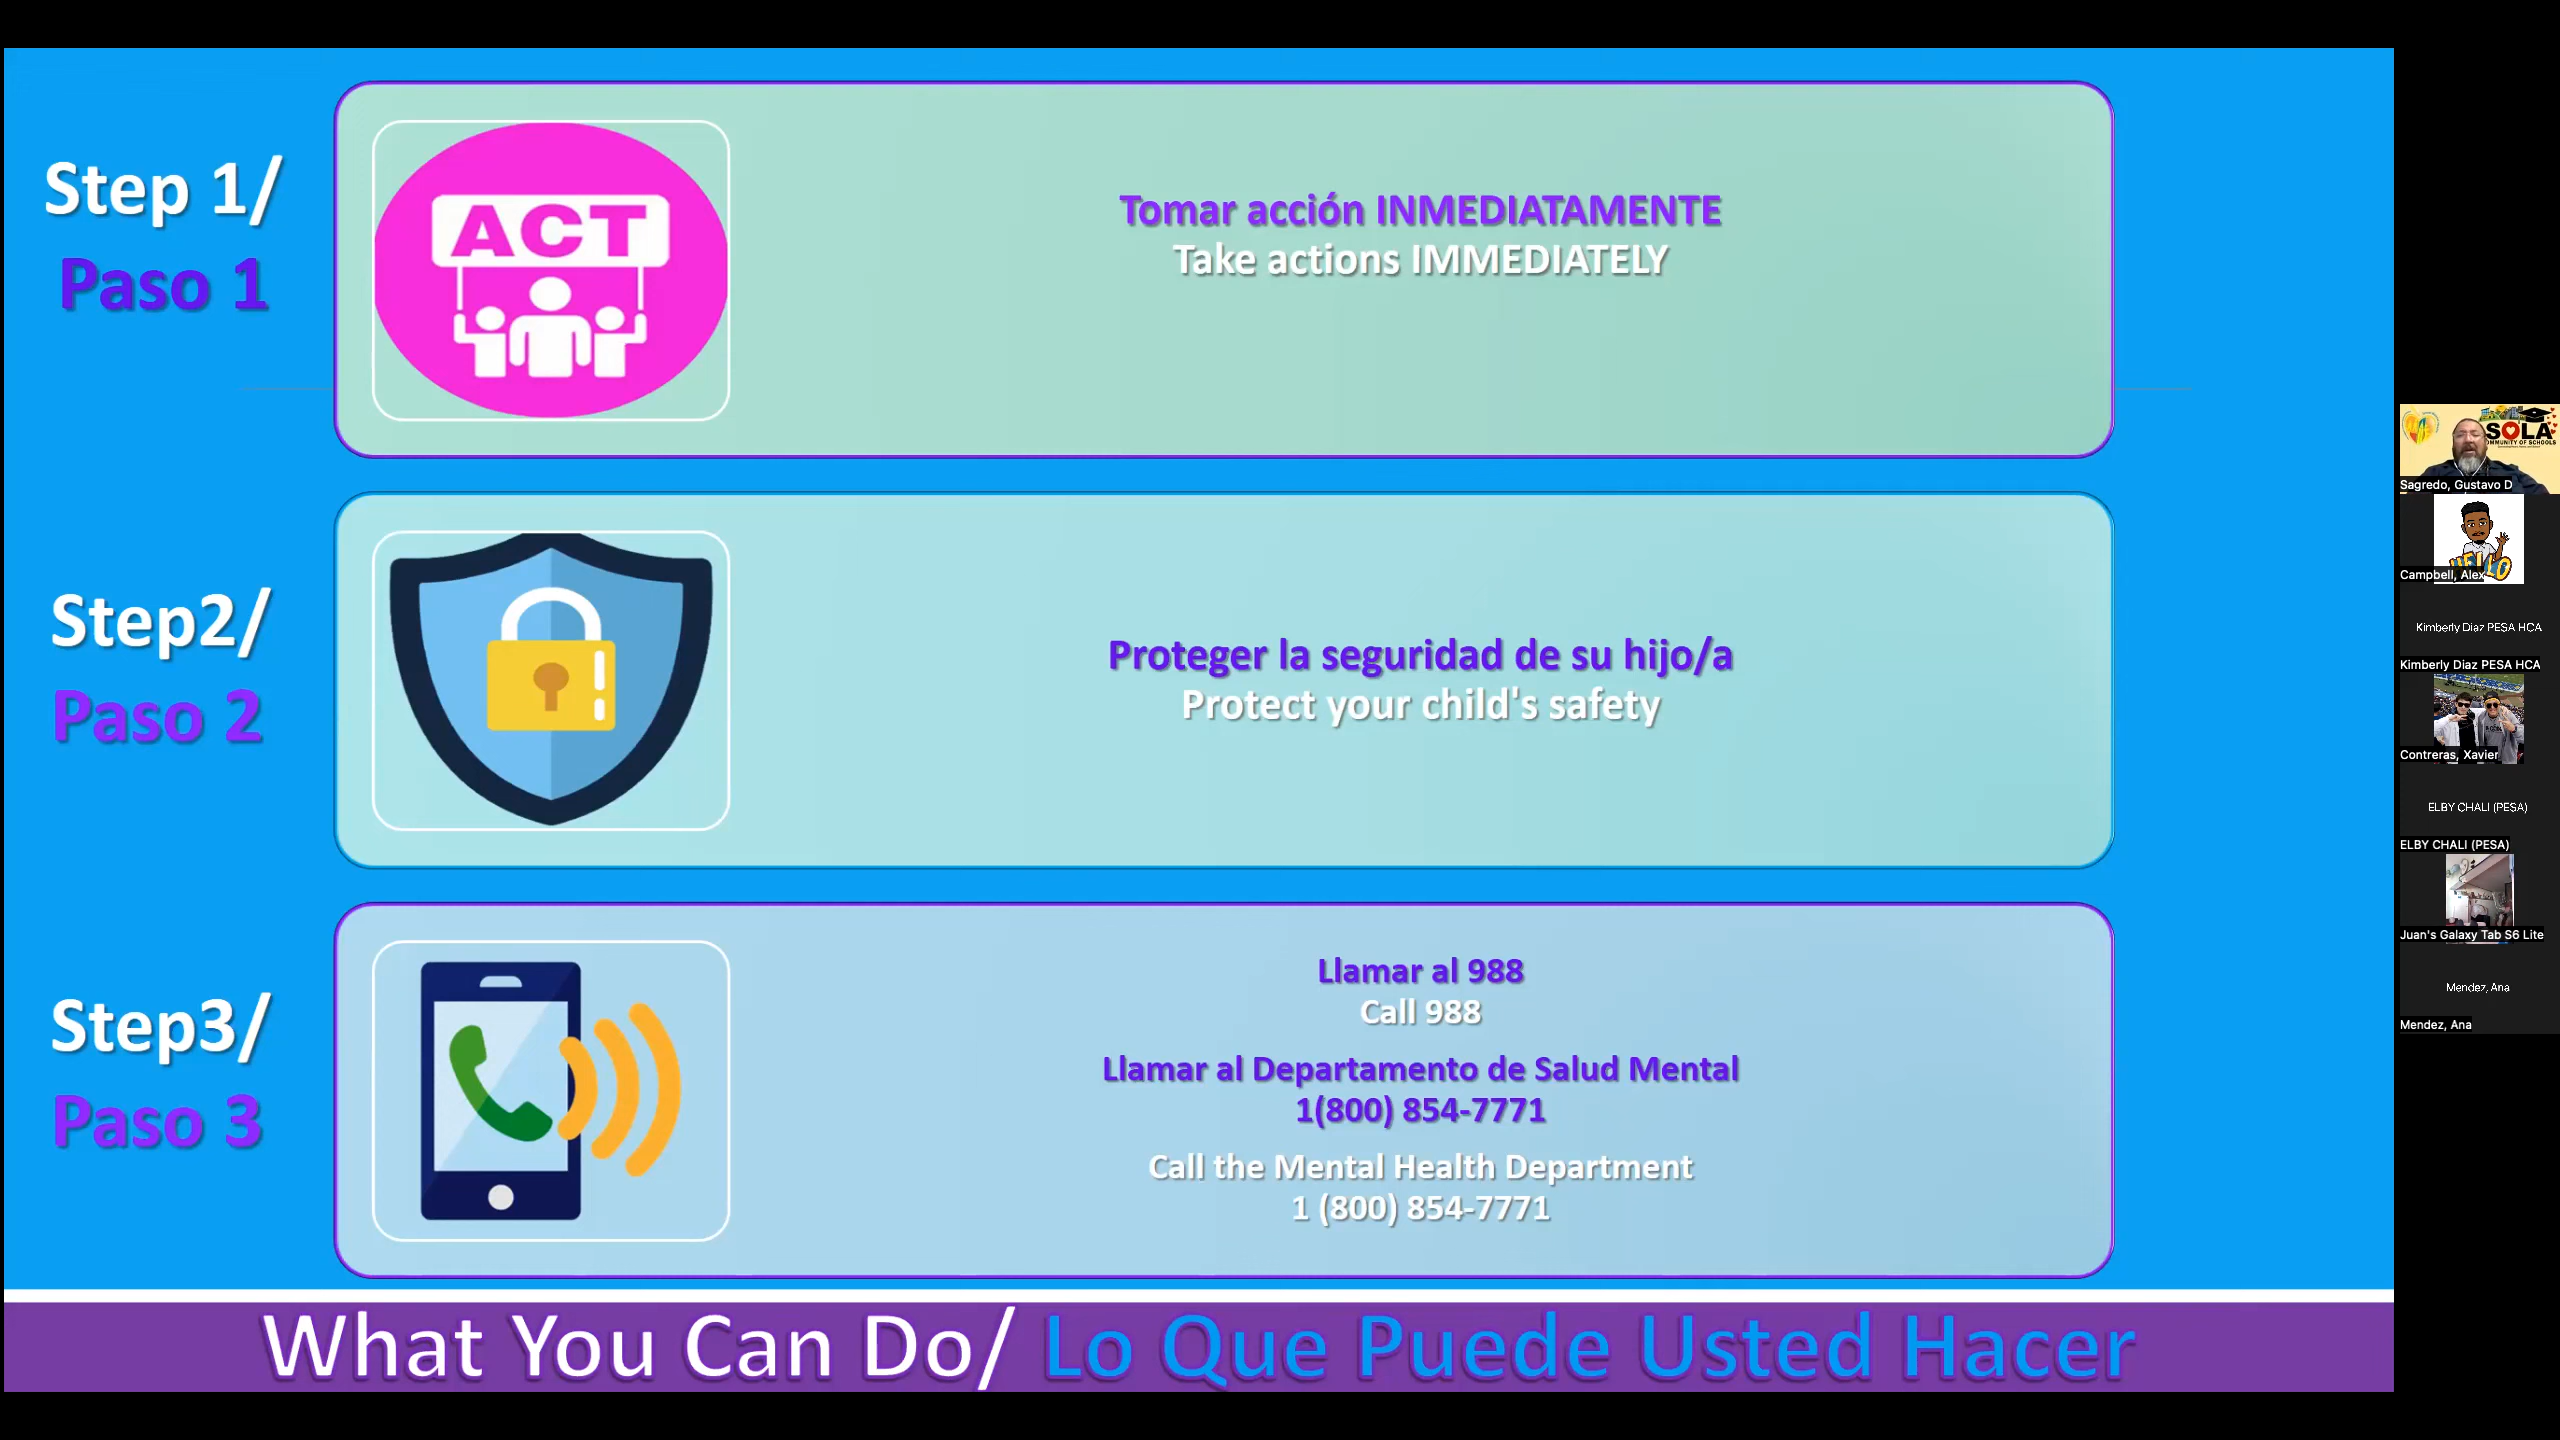 Step 1/
Paso 1
ACT
Tomar acción INMEDIATAMENTE
Take actions IMMEDIATELY
Step2/
Paso 2
Proteger la seguridad de su hijo/a
Protect your child's safety
Step3/
Paso 3
Llamar al 988
Call 988
Llamar al Departamento de Salud Mental
1(800) 854-7771
Call the Mental Health Department
1 (800) 854-7771
What You Can Do/ Lo Que Puede Usted Hacer
SOLA
Sagredo, Gustavo D
HELLO
Campbell, Alex
Kimberly Diaz PESA HCA
Kimberly Diaz PESA HCA
Contreras, Xavier
ELBY CHALI (PESA)
ELBY CHALI (PESA)
Juan's Galaxy Tab S6 Lite
Mendez, Ana
Mendez, Ana